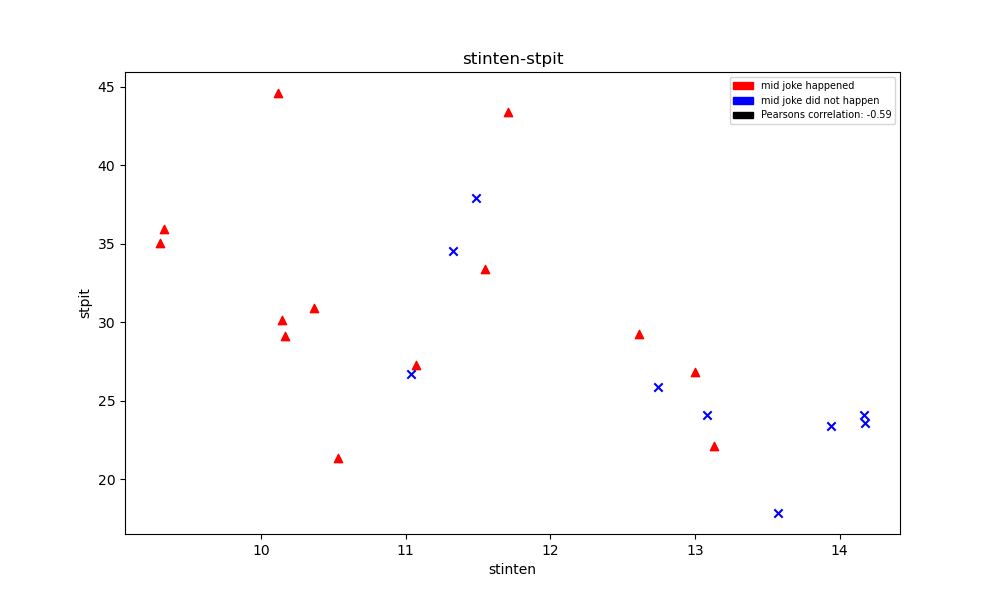 stinten-stpit
mid joke happened
mid joke did not happen
Pearsons correlation: -0.59
45
40
35
30
25
20
stpit
10 11 12 13 14
stinten